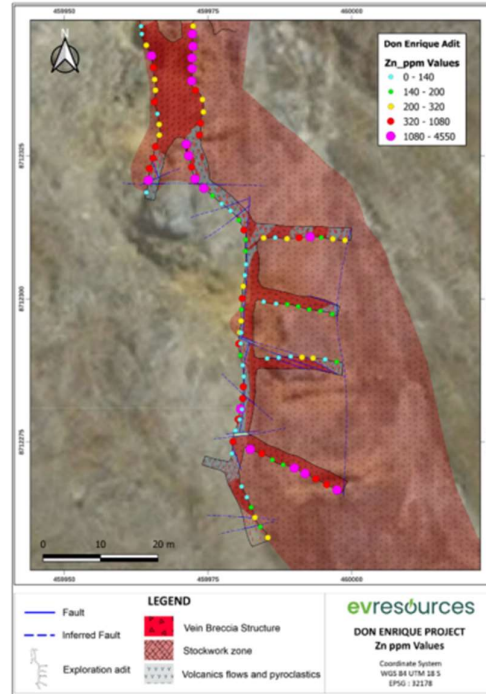 459950
459975
460000
N
Don Enrique Adit
Zn_ppm Values
0 - 140
140 - 200
200 - 320
320 - 1080
1080 - 4550
8712325
8712300
8712275
0 10 20 m
459950
459975
460000
Fault
Inferred Fault
Exploration adit
LEGEND
Vein Breccia Structure
Stockwork zone
Volcanics flows and pyroclastics
evresources
DON ENRIQUE PROJECT
Zn ppm Values
Coordinate System
WGS 84 UTM 18 S
EPSG : 32178